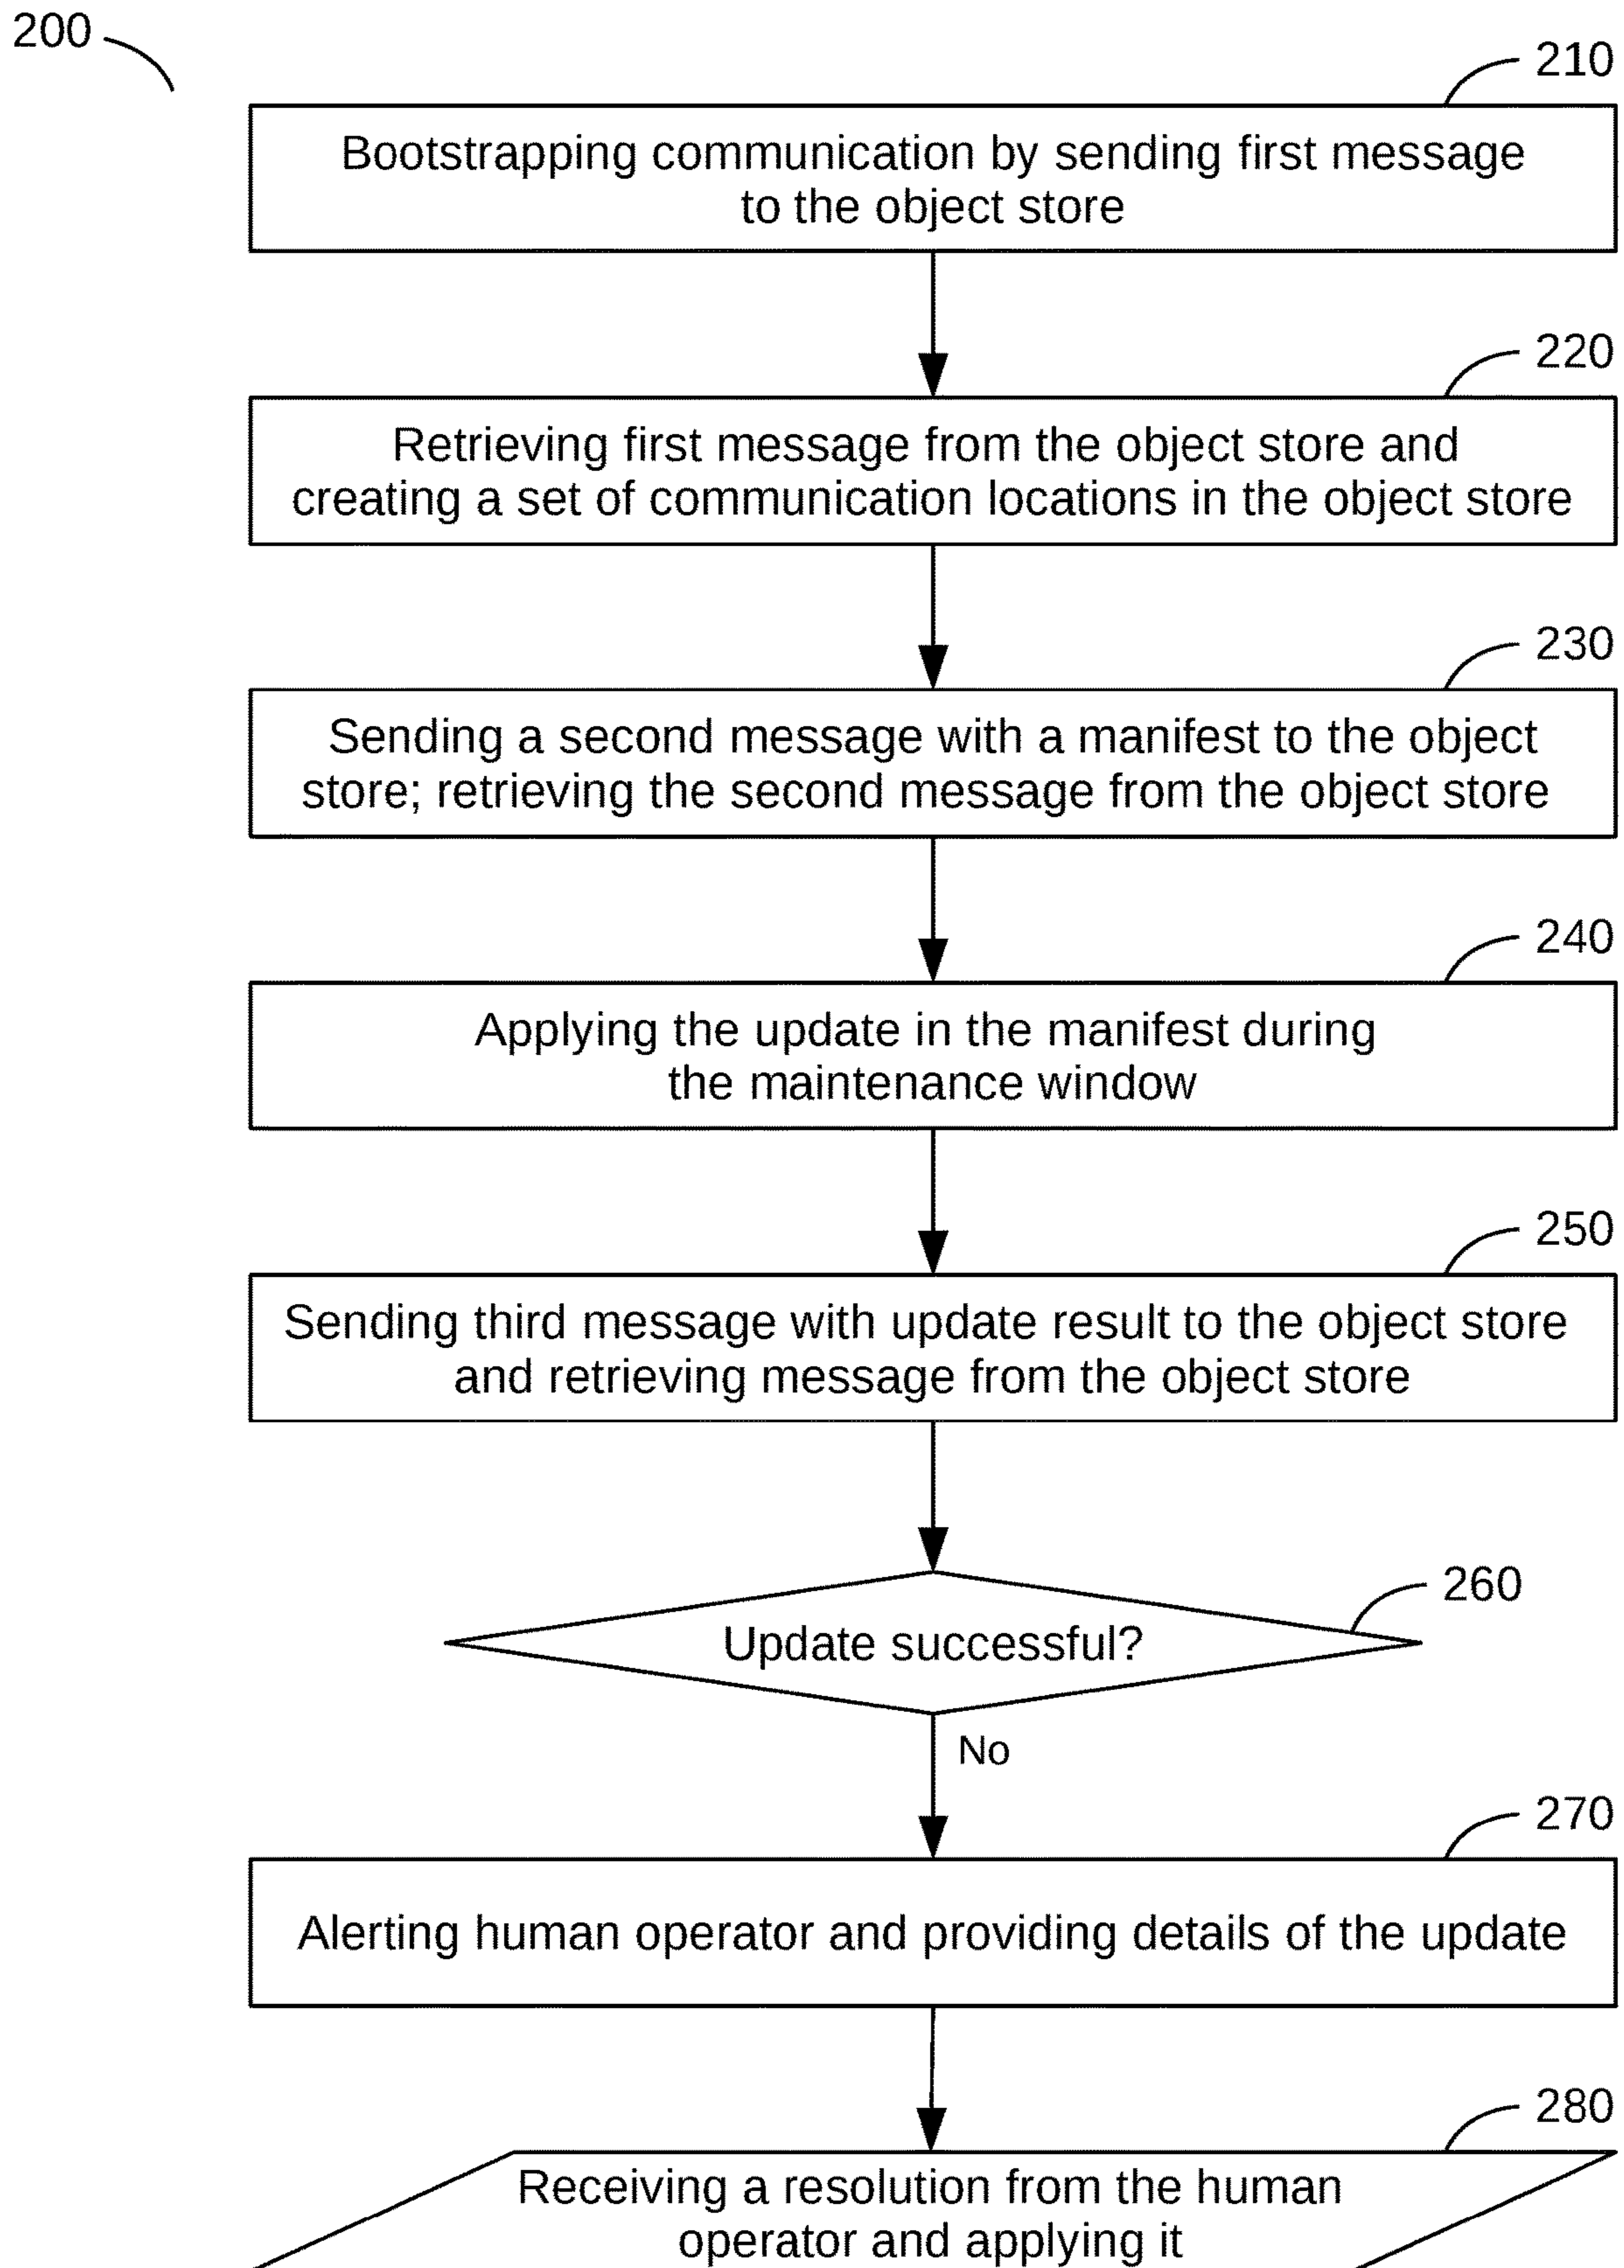 200
210
Bootstrapping communication by sending first message
to the object store
220
Retrieving first message from the object store and
creating a set of communication locations in the object store
230
Sending a second message with a manifest to the object
store; retrieving the second message from the object store
240
Applying the update in the manifest during
the maintenance window
250
Sending third message with update result to the object store
and retrieving message from the object store
260
Update successful?
No
270
Alerting human operator and providing details of the update
280
Receiving a resolution from the human
operator and applying it